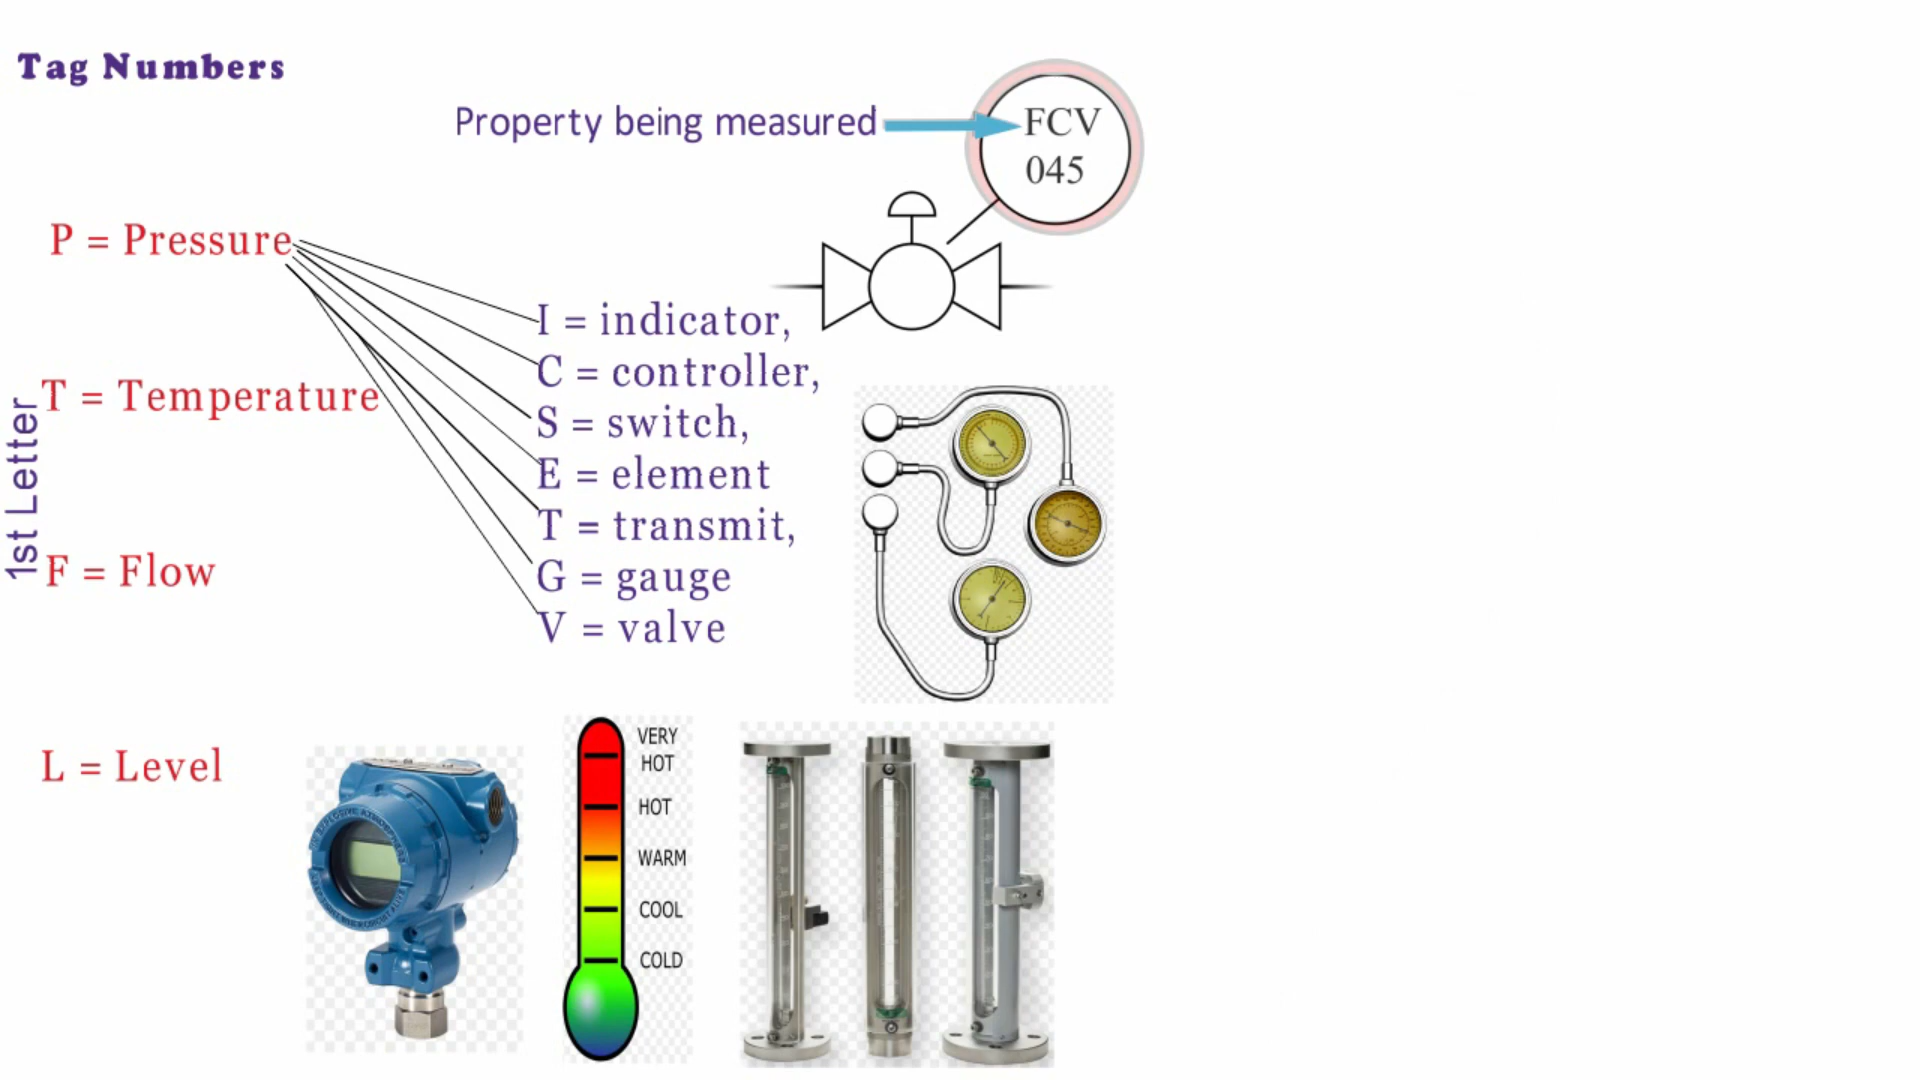 Tag Numbers
Property being measured
FCV
045
P = Pressure
I = indicator,
C = controller,
T = Temperature
S = switch,
E = element
T = transmit,
1st Letter
F = Flow
G = gauge
V = valve
L = Level
VERY
HOT
HOT
WARM
COOL
COLD